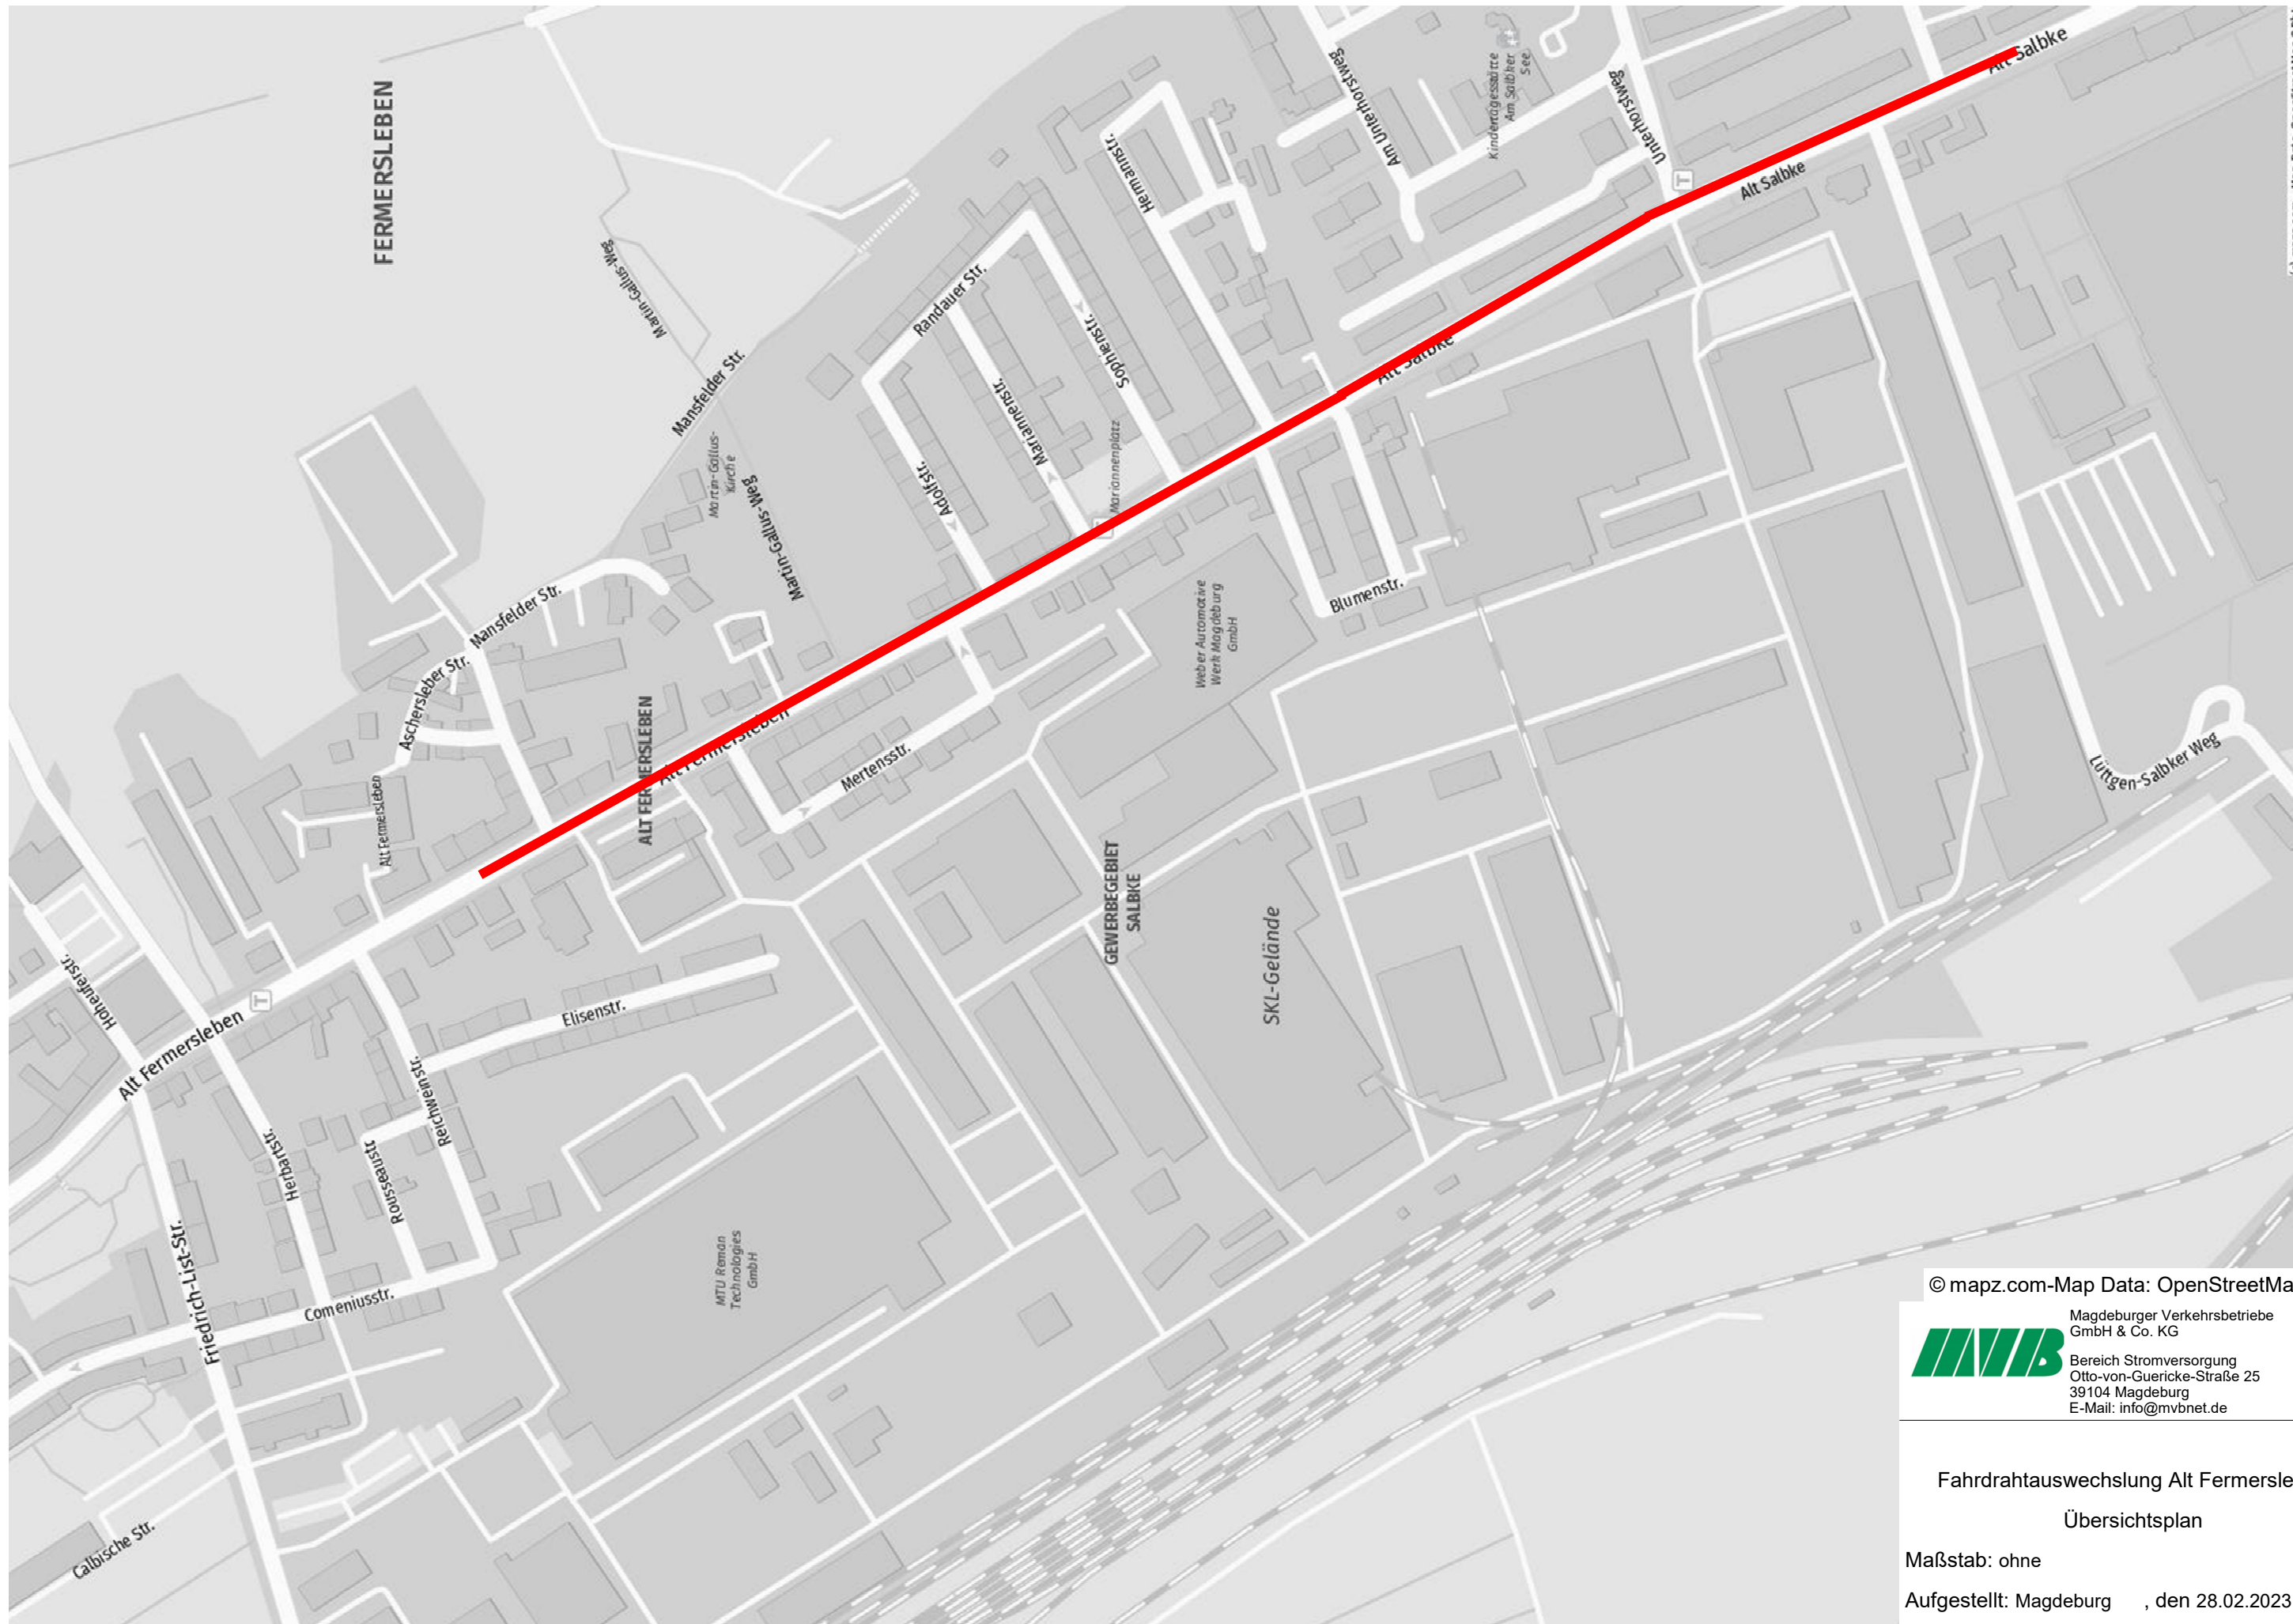 FERMERSLEBEN
Martin-Gallus-Weg
Mansfelder Str.
Martin-Gallus-
Kirche
Martin-Gallus-Weg
Mansfelder Str.
Aschersleber Str.
Alt Fermersleben
ALT FERMERSLEBEN
Alt Fermersleben
Randauer Str.
Adolfstr.
Mariannenstr.
Sophienstr.
Mariannenplatz
Hermannstr.
Am Unterhorstweg
Kindertagesstätte
Am Salbker
See
Unterhorstweg
T
Alt Salbke
Alt Salbke
Alt Salbke
Blumenstr.
Weber Automotive
Werk Magdeburg
GmbH
Mertensstr.
GEWERBEGEBIET
SALBKE
SKL-Gelände
Lüttgen-Salbker Weg
Hoheuferstr.
Alt Fermersleben
T
Elisenstr.
Reichweinstr.
Rousseaustr.
Herbartstr.
Friedrich-List-Str.
Comeniusstr.
Calbische Str.
MTU Reman
Technologies
GmbH
© mapz.com-Map Data: OpenStreetMa
MVB
Magdeburger Verkehrsbetriebe
GmbH & Co. KG
Bereich Stromversorgung
Otto-von-Guericke-Straße 25
39104 Magdeburg
E-Mail: info@mvbnet.de
Fahrdrahtauswechslung Alt Fermersle
Übersichtsplan
Maßstab: ohne
Aufgestellt: Magdeburg , den 28.02.2023